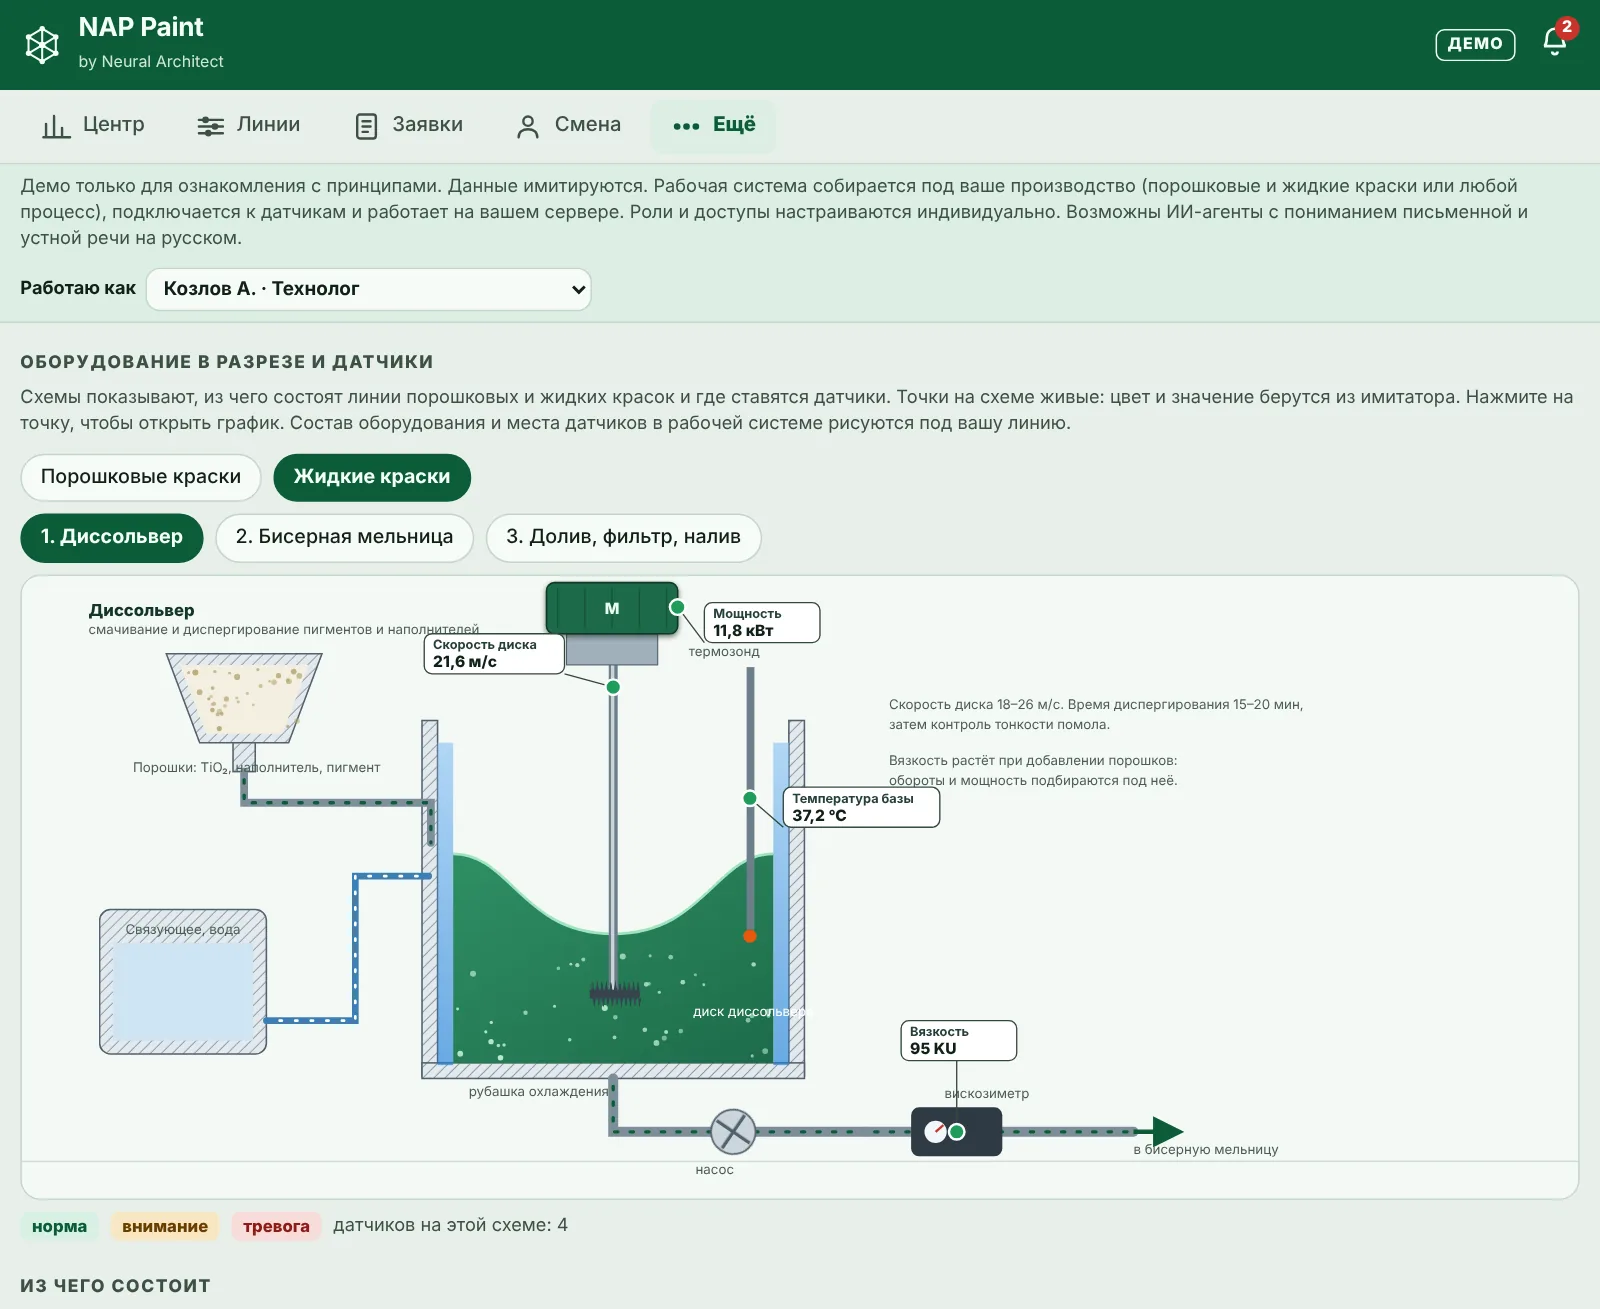 NAP Paint
by Neural Architect
ДЕМО
2
Центр
Линии
Заявки
Смена
Ещё
Демо только для ознакомления с принципами. Данные имитируются. Рабочая система собирается под ваше производство (порошковые и жидкие краски или любой
процесс), подключается к датчикам и работает на вашем сервере. Роли и доступы настраиваются индивидуально. Возможны ИИ-агенты с пониманием письменной и
устной речи на русском.
Работаю как
Козлов А. · Технолог
ОБОРУДОВАНИЕ В РАЗРЕЗЕ И ДАТЧИКИ
Схемы показывают, из чего состоят линии порошковых и жидких красок и где ставятся датчики. Точки на схеме живые: цвет и значение берутся из имитатора. Нажмите на
точку, чтобы открыть график. Состав оборудования и места датчиков в рабочей системе рисуются под вашу линию.
Порошковые краски
Жидкие краски
1. Диссольвер
2. Бисерная мельница
3. Долив, фильтр, налив
Диссольвер
смачивание и диспергирование пигментов и наполнителей
М
Мощность
11,8 кВт
термозонд
Скорость диска
21,6 м/с
Скорость диска 18–26 м/с. Время диспергирования 15–20 мин,
затем контроль тонкости помола.
Вязкость растёт при добавлении порошков:
обороты и мощность подбираются под неё.
Порошки: TiO₂, наполнитель, пигмент
Температура базы
37,2 °C
Связующее, вода
диск диссольвера
Вязкость
95 KU
рубашка охлаждения
вискозиметр
в бисерную мельницу
насос
норма
внимание
тревога
датчиков на этой схеме: 4
ИЗ ЧЕГО СОСТОИТ